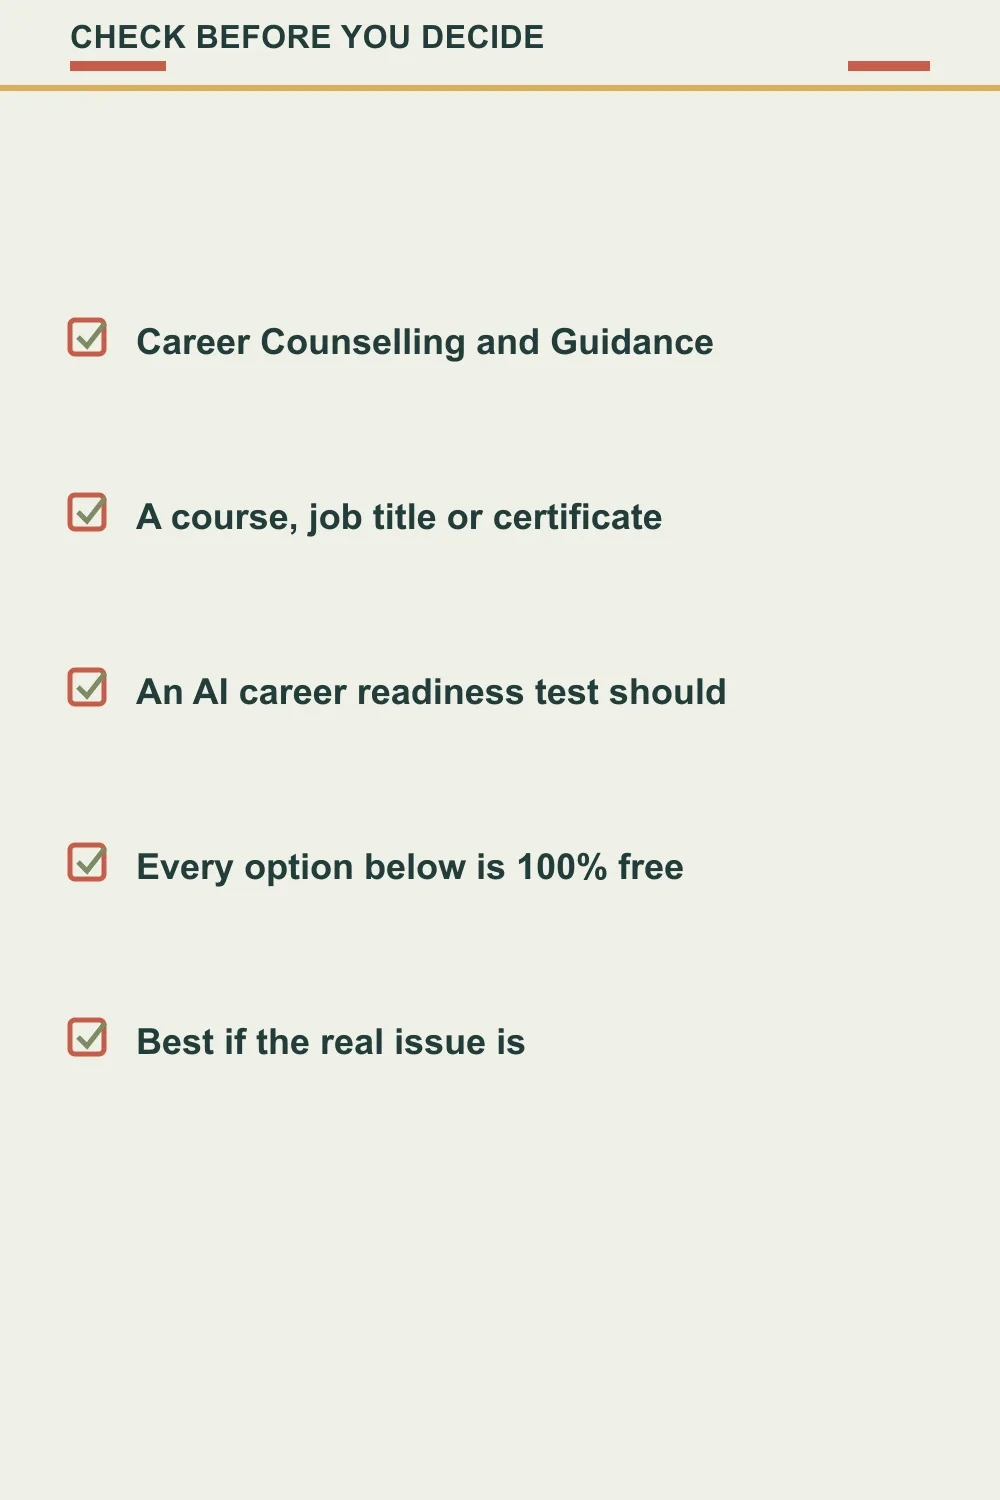 CHECK BEFORE YOU DECIDE
Career Counselling and Guidance
A course, job title or certificate
An AI career readiness test should
Every option below is 100% free
Best if the real issue is